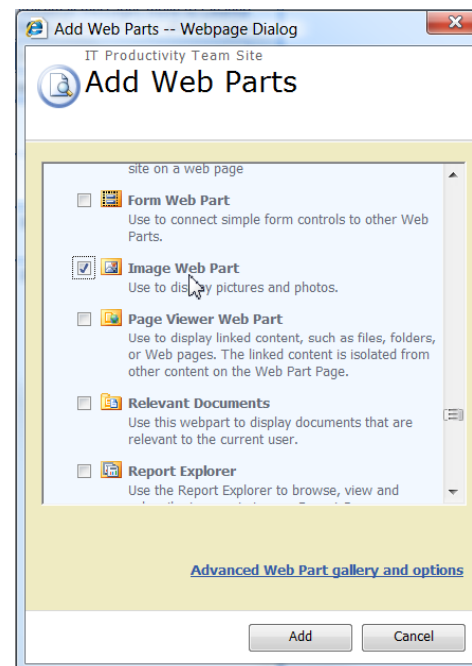 Add Web Parts -- Webpage Dialog
IT Productivity Team Site
Add Web Parts
site on a web page
Form Web Part
Use to connect simple form controls to other Web
Parts.
Image Web Part
Use to display pictures and photos.
Page Viewer Web Part
Use to display linked content, such as files, folders,
or Web pages. The linked content is isolated from
other content on the Web Part Page.
Relevant Documents
Use this webpart to display documents that are
relevant to the current user.
Report Explorer
Use the Report Explorer to browse, view and
Advanced Web Part gallery and options
Add
Cancel